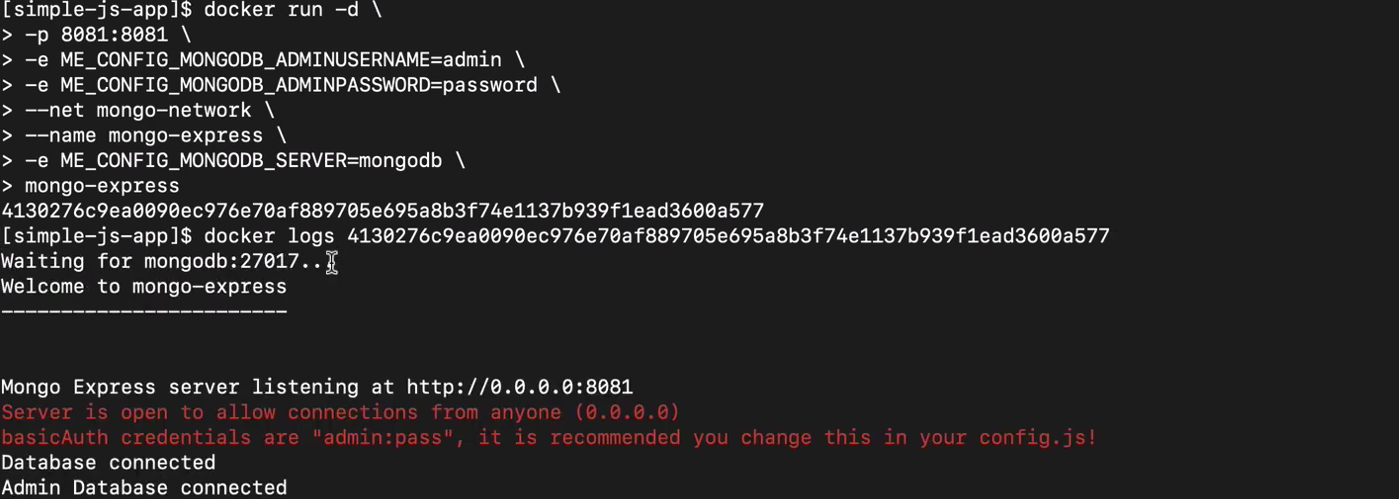 [simple-js-app]$ docker run -d \
> -p 8081:8081 \
> -e ME_CONFIG_MONGODB_ADMINUSERNAME=admin \
> -e ME_CONFIG_MONGODB_ADMINPASSWORD=password \
> --net mongo-network \
> --name mongo-express \
> -e ME_CONFIG_MONGODB_SERVER=mongodb \
> mongo-express
4130276c9ea0090ec976e70af889705e695a8b3f74e1137b939f1ead3600a577
[simple-js-app]$ docker logs 4130276c9ea0090ec976e70af889705e695a8b3f74e1137b939f1ead3600a577
Waiting for mongodb:27017..
Welcome to mongo-express
------------------------
Mongo Express server listening at http://0.0.0.0:8081
Server is open to allow connections from anyone (0.0.0.0)
basicAuth credentials are "admin:pass", it is recommended you change this in your config.js!
Database connected
Admin Database connected